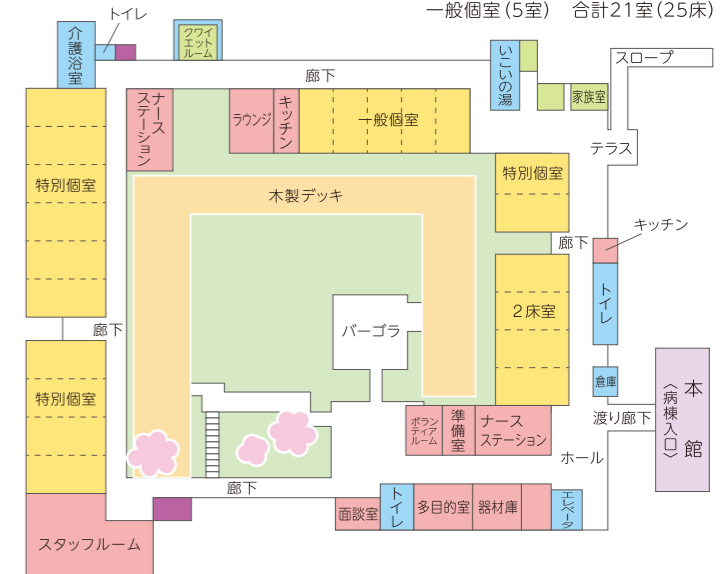 一般個室（5室）　合計21室（25床）
トイレ
介護浴室
クワイエットルーム
いこいの湯
スロープ
廊下
家族室
ナースステーション
ラウンジ
キッチン
一般個室
テラス
特別個室
特別個室
木製デッキ
キッチン
廊下
トイレ
2床室
廊下
パーゴラ
倉庫
本館
〈病棟入口〉
特別個室
渡り廊下
ボラン
ティア
ルーム
準備室
ナース
ステーション
ホール
廊下
面談室
トイレ
多目的室
器材庫
エレベータ
スタッフルーム